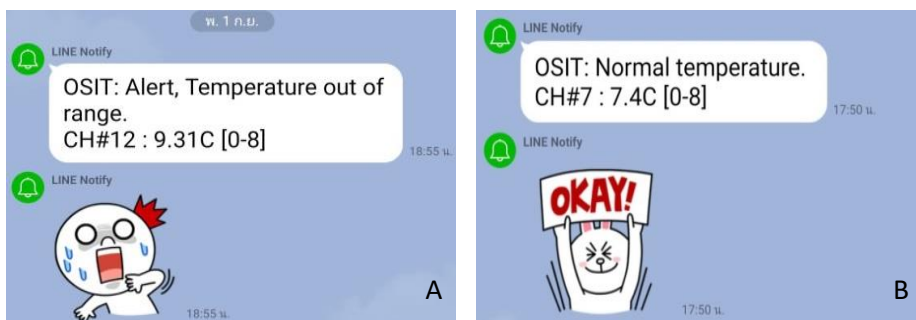 พ. 1 ก.ย.
LINE Notify
OSIT: Alert, Temperature out of
range.
CH#12 : 9.31C [0-8]
18:55 น.
LINE Notify
18:55 น.
A
LINE Notify
OSIT: Normal temperature.
CH#7 : 7.4C [0-8]
17:50 น.
LINE Notify
OKAY!
17:50 น.
B